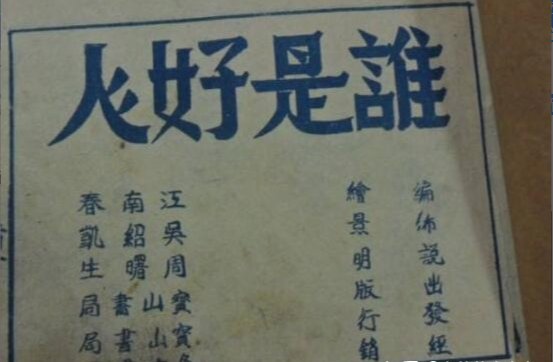 誰是好人
編繪 江南春
佈景 吳紹凱
說明 周曙生
出版 寶山書局
發行 寶山書局
經銷